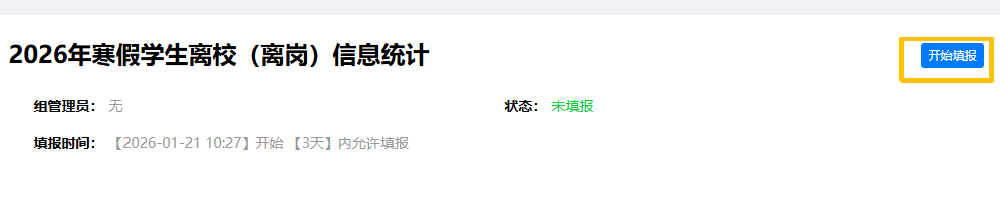 2026年寒假学生离校（离岗）信息统计 开始填报
组管理员： 无 状态： 未填报
填报时间： 【2026-01-21 10:27】开始 【3天】内允许填报